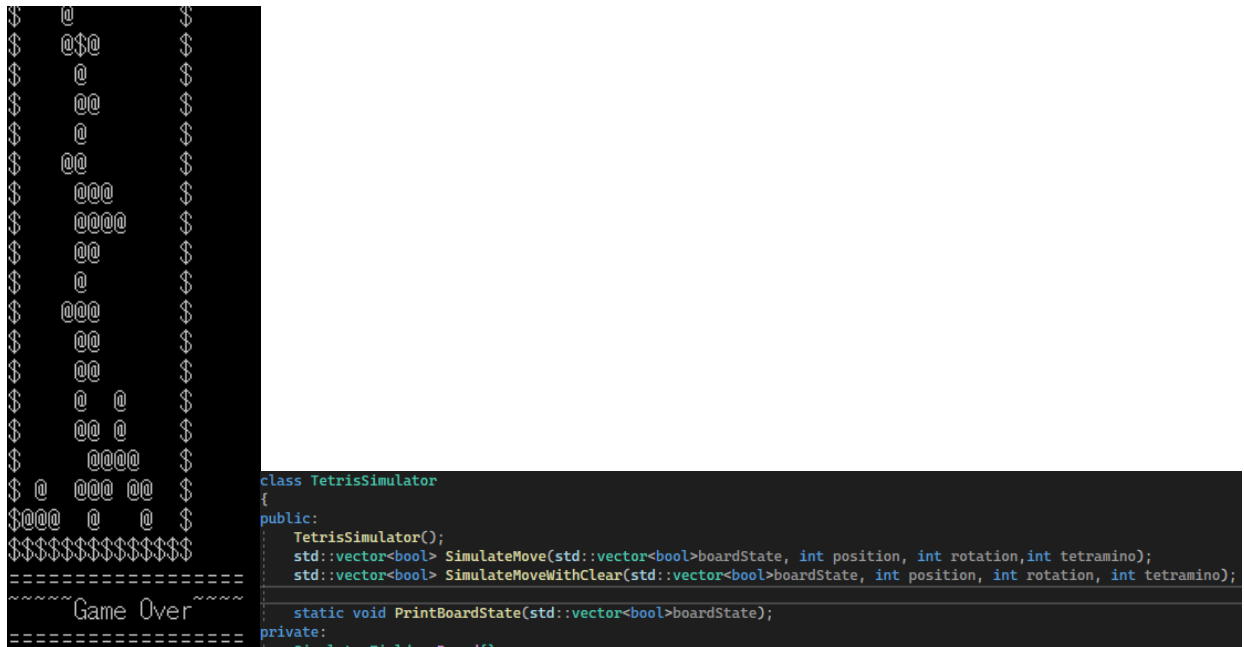 $   @        $
$   @$@      $
$    @       $
$    @@      $
$    @       $
$   @@       $
$    @@@     $
$    @@@@    $
$    @@      $
$    @       $
$   @@@      $
$    @@      $
$    @@      $
$    @  @    $
$    @@ @    $
$     @@@@   $
$ @  @@@ @@  $
$@@@  @   @  $
$$$$$$$$$$$$$$
==================
~~~~~Game Over~~~~
==================
class TetrisSimulator
{
public:
    TetrisSimulator();
    std::vector<bool> SimulateMove(std::vector<bool>boardState, int position, int rotation,int tetramino);
    std::vector<bool> SimulateMoveWithClear(std::vector<bool>boardState, int position, int rotation, int tetramino);
    static void PrintBoardState(std::vector<bool>boardState);
private: